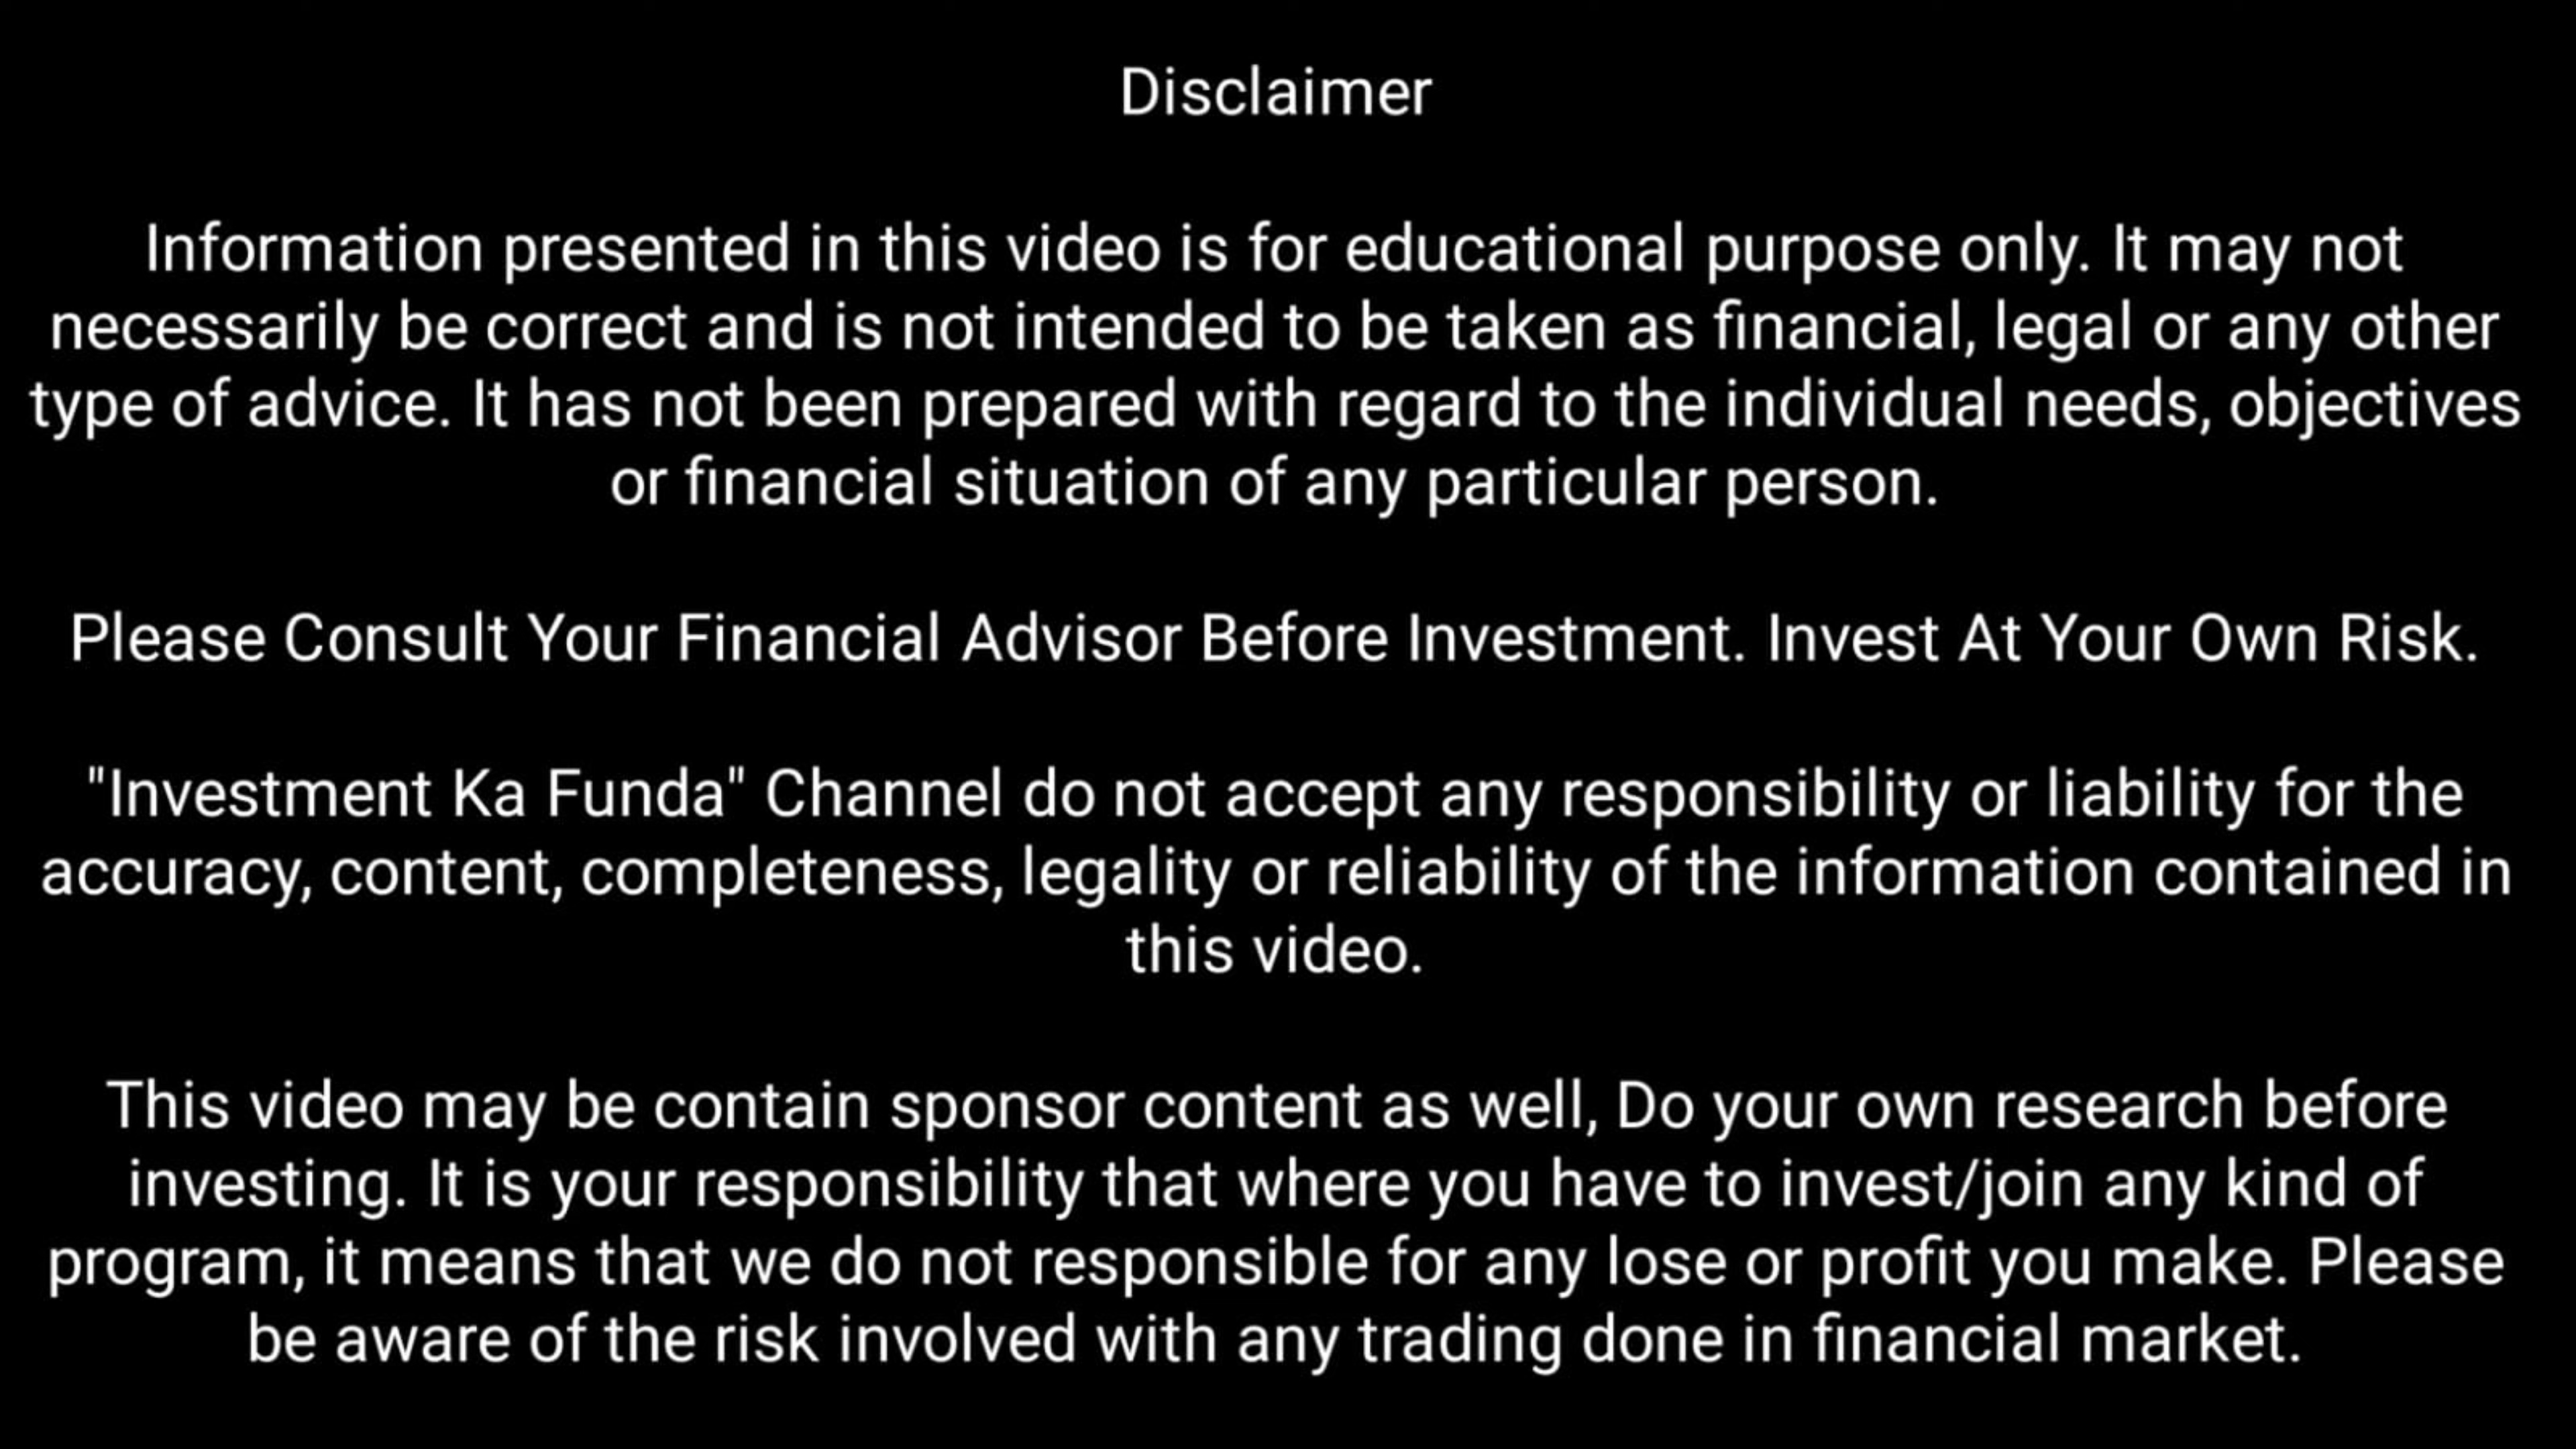 Disclaimer
Information presented in this video is for educational purpose only. It may not
necessarily be correct and is not intended to be taken as financial, legal or any other
type of advice. It has not been prepared with regard to the individual needs, objectives
or financial situation of any particular person.
Please Consult Your Financial Advisor Before Investment. Invest At Your Own Risk.
"Investment Ka Funda" Channel do not accept any responsibility or liability for the
accuracy, content, completeness, legality or reliability of the information contained in
this video.
This video may be contain sponsor content as well, Do your own research before
investing. It is your responsibility that where you have to invest/join any kind of
program, it means that we do not responsible for any lose or profit you make. Please
be aware of the risk involved with any trading done in financial market.